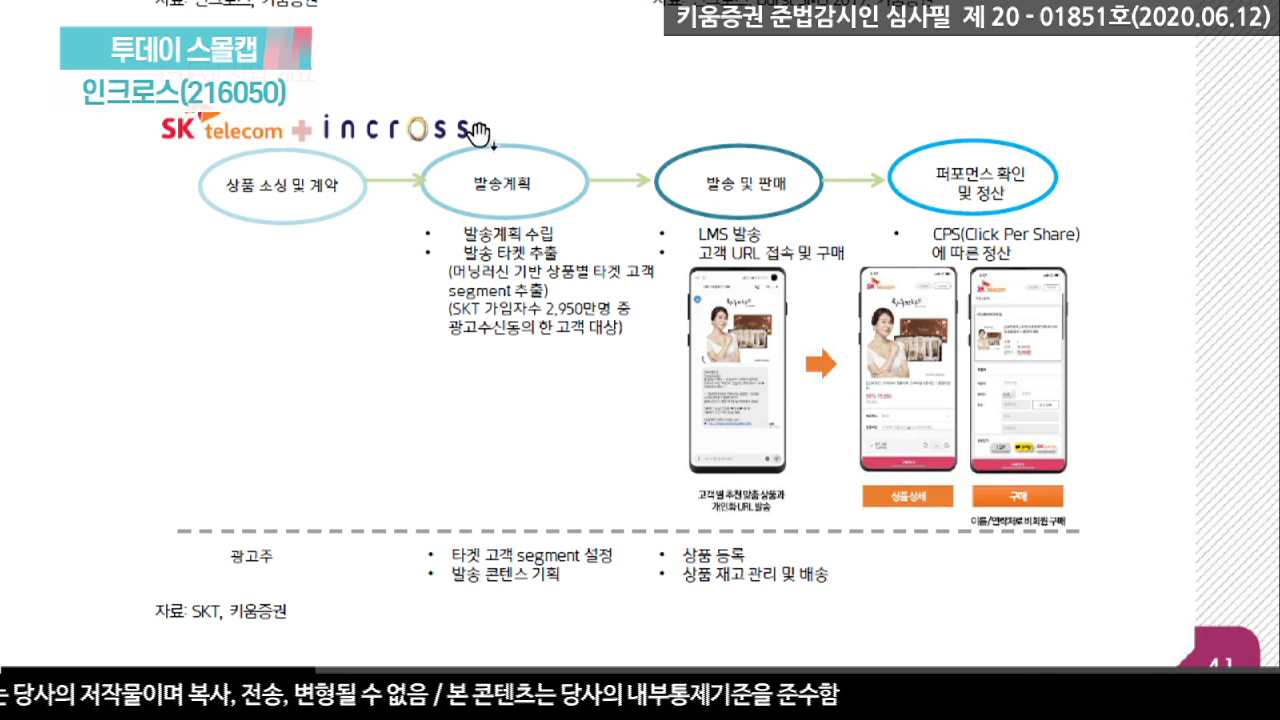 키움증권 준법감시인 심사필 제 20 - 01851호(2020.06.12)
투데이 스몰캡
인크로스(216050)
SK telecom + incross
상품 소싱 및 계약
발송계획
발송 및 판매
퍼포먼스 확인
및 정산
• 발송계획 수립
• 발송 타켓 추출
(머닝러신 기반 상품별 타겟 고객
segment 추출)
(SKT 가입자수 2,950만명 중
광고수신동의 한 고객 대상)
• LMS 발송
• 고객 URL 접속 및 구매
• CPS(Click Per Share)
에 따른 정산
SK telecom
SK telecom
고객 별 추천 맞춤 상품과
개인화 URL 발송
상품 상세
구매
이름/연락처로 비회원 구매
광고주
• 타겟 고객 segment 설정
• 발송 콘텐스 기획
• 상품 등록
• 상품 재고 관리 및 배송
자료: SKT, 키움증권
41
는 당사의 저작물이며 복사, 전송, 변형될 수 없음 / 본 콘텐츠는 당사의 내부통제기준을 준수함